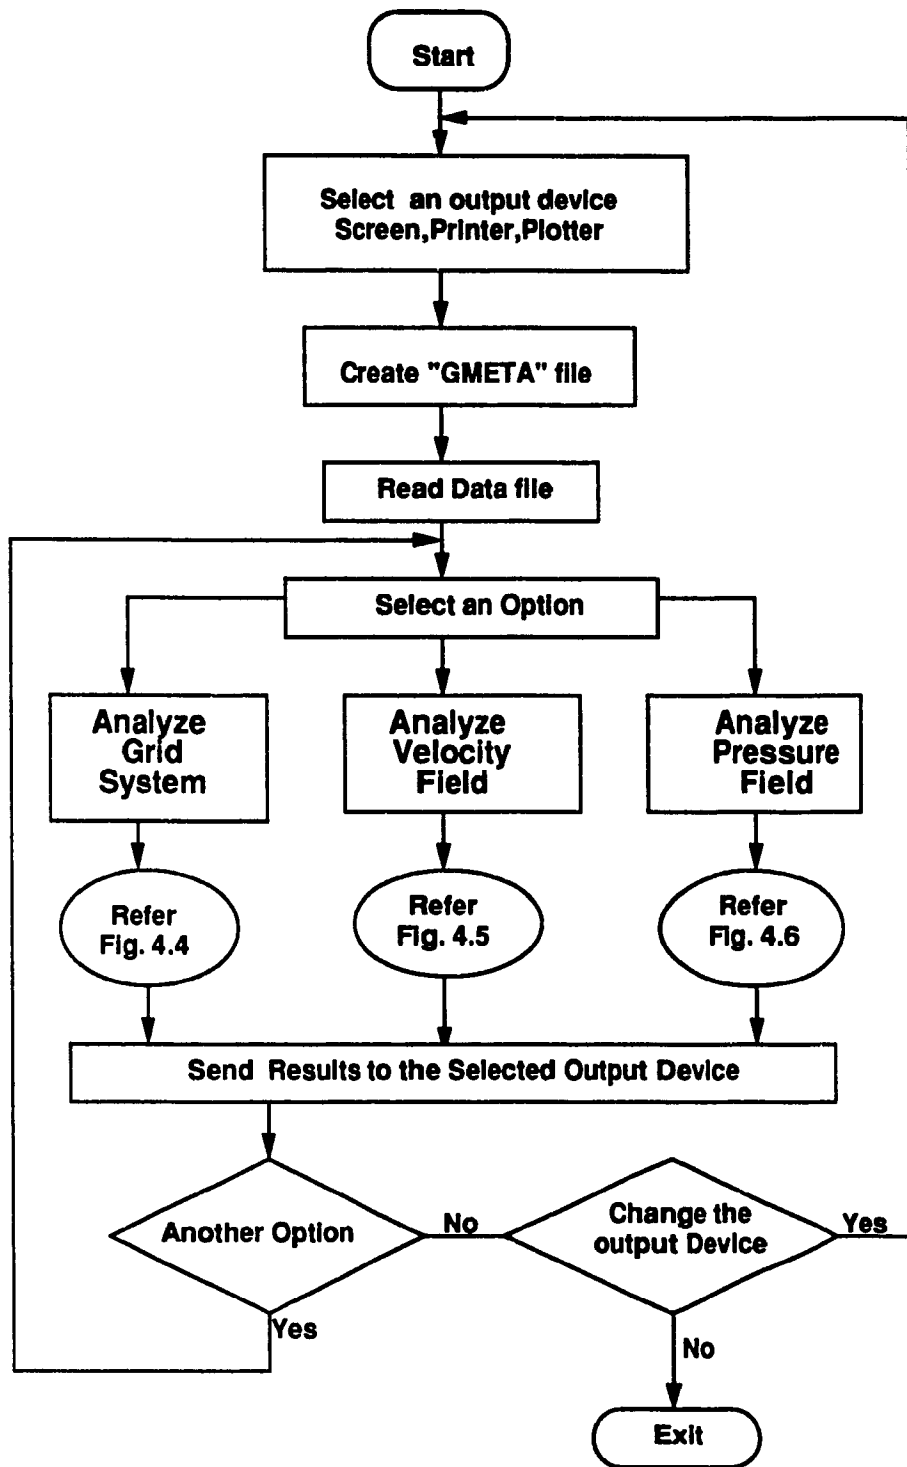 Start
Select an output device
Screen,Printer,Plotter
Create "GMETA" file
Read Data file
Select an Option
Analyze
Grid
System
Analyze
Velocity
Field
Analyze
Pressure
Field
Refer
Fig. 4.4
Refer
Fig. 4.5
Refer
Fig. 4.6
Send Results to the Selected Output Device
Another Option
No
Change the
output Device
Yes
Yes
No
Exit